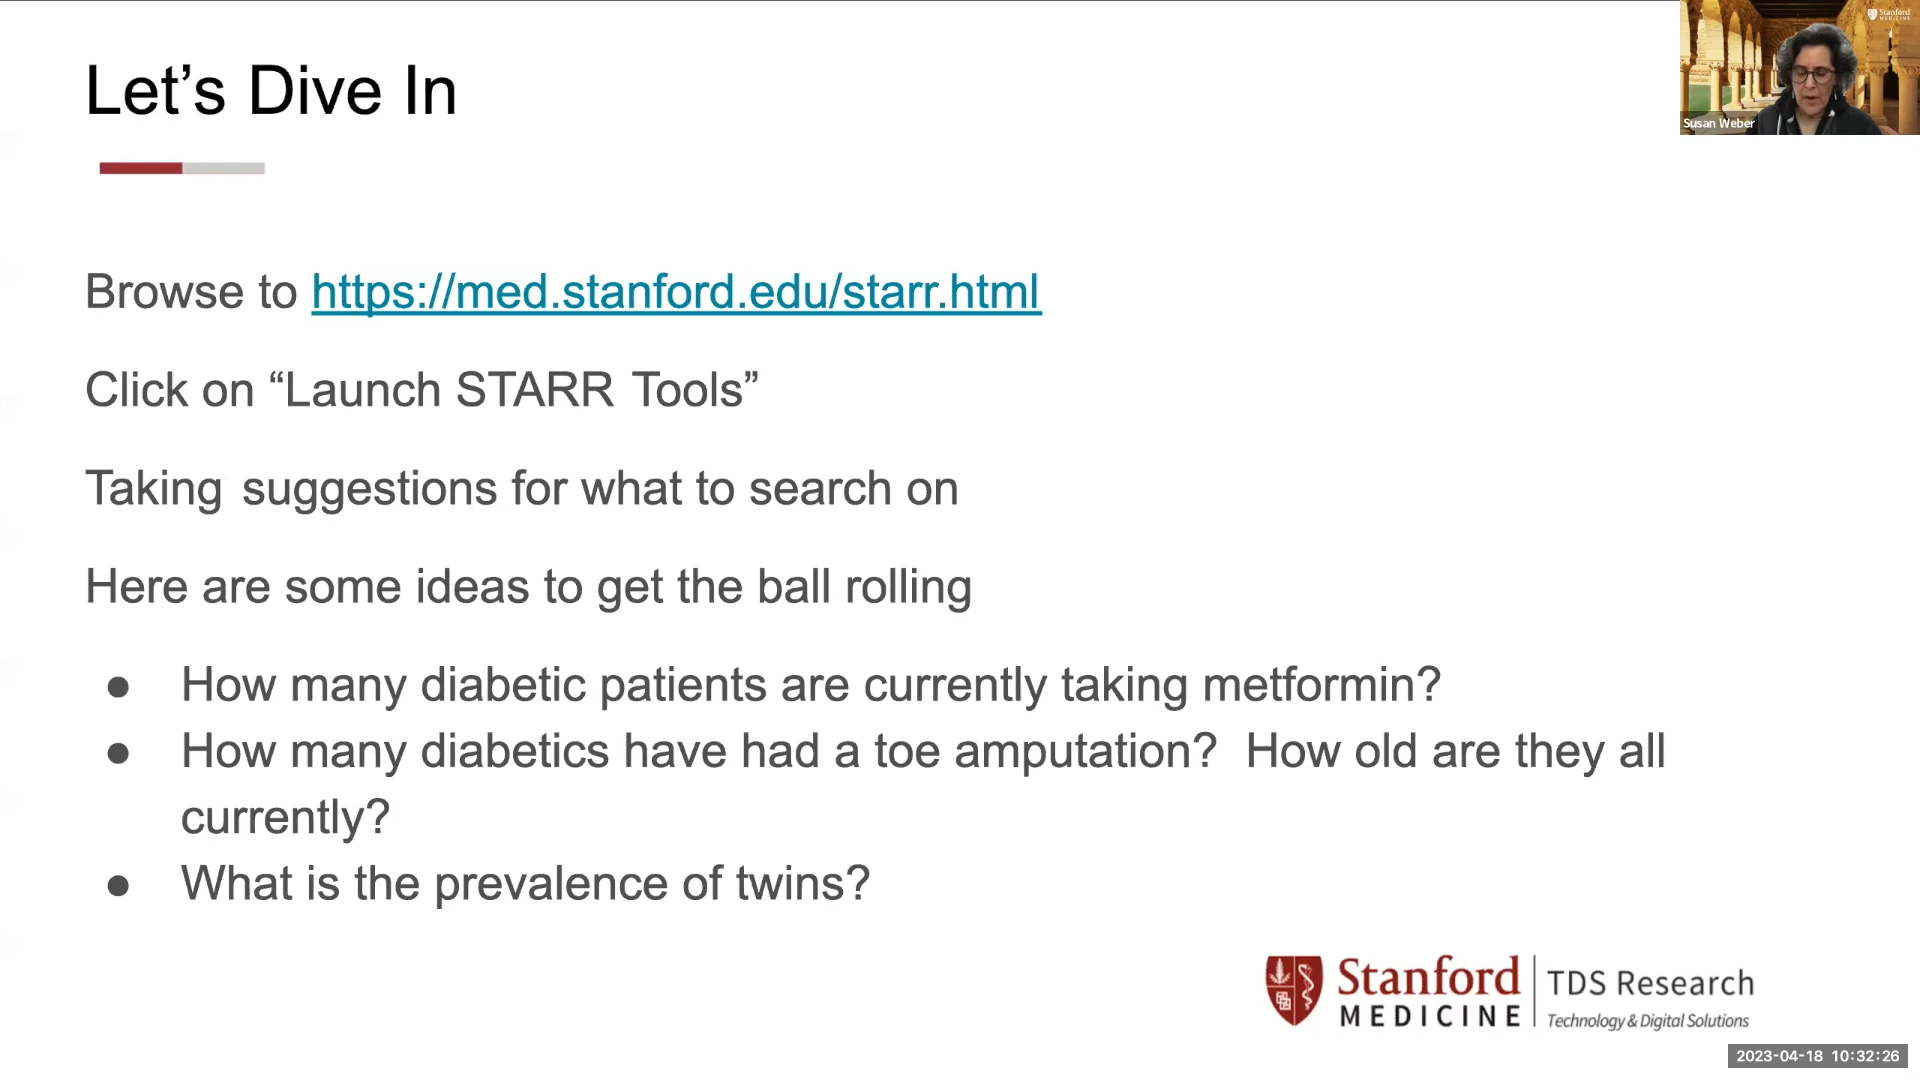 Let’s Dive In
Stanford
MEDICINE
Susan Weber
Browse to https://med.stanford.edu/starr.html
Click on “Launch STARR Tools”
Taking suggestions for what to search on
Here are some ideas to get the ball rolling
● How many diabetic patients are currently taking metformin?
● How many diabetics have had a toe amputation? How old are they all
currently?
● What is the prevalence of twins?
Stanford
MEDICINE
TDS Research
Technology & Digital Solutions
2023-04-18 10:32:26